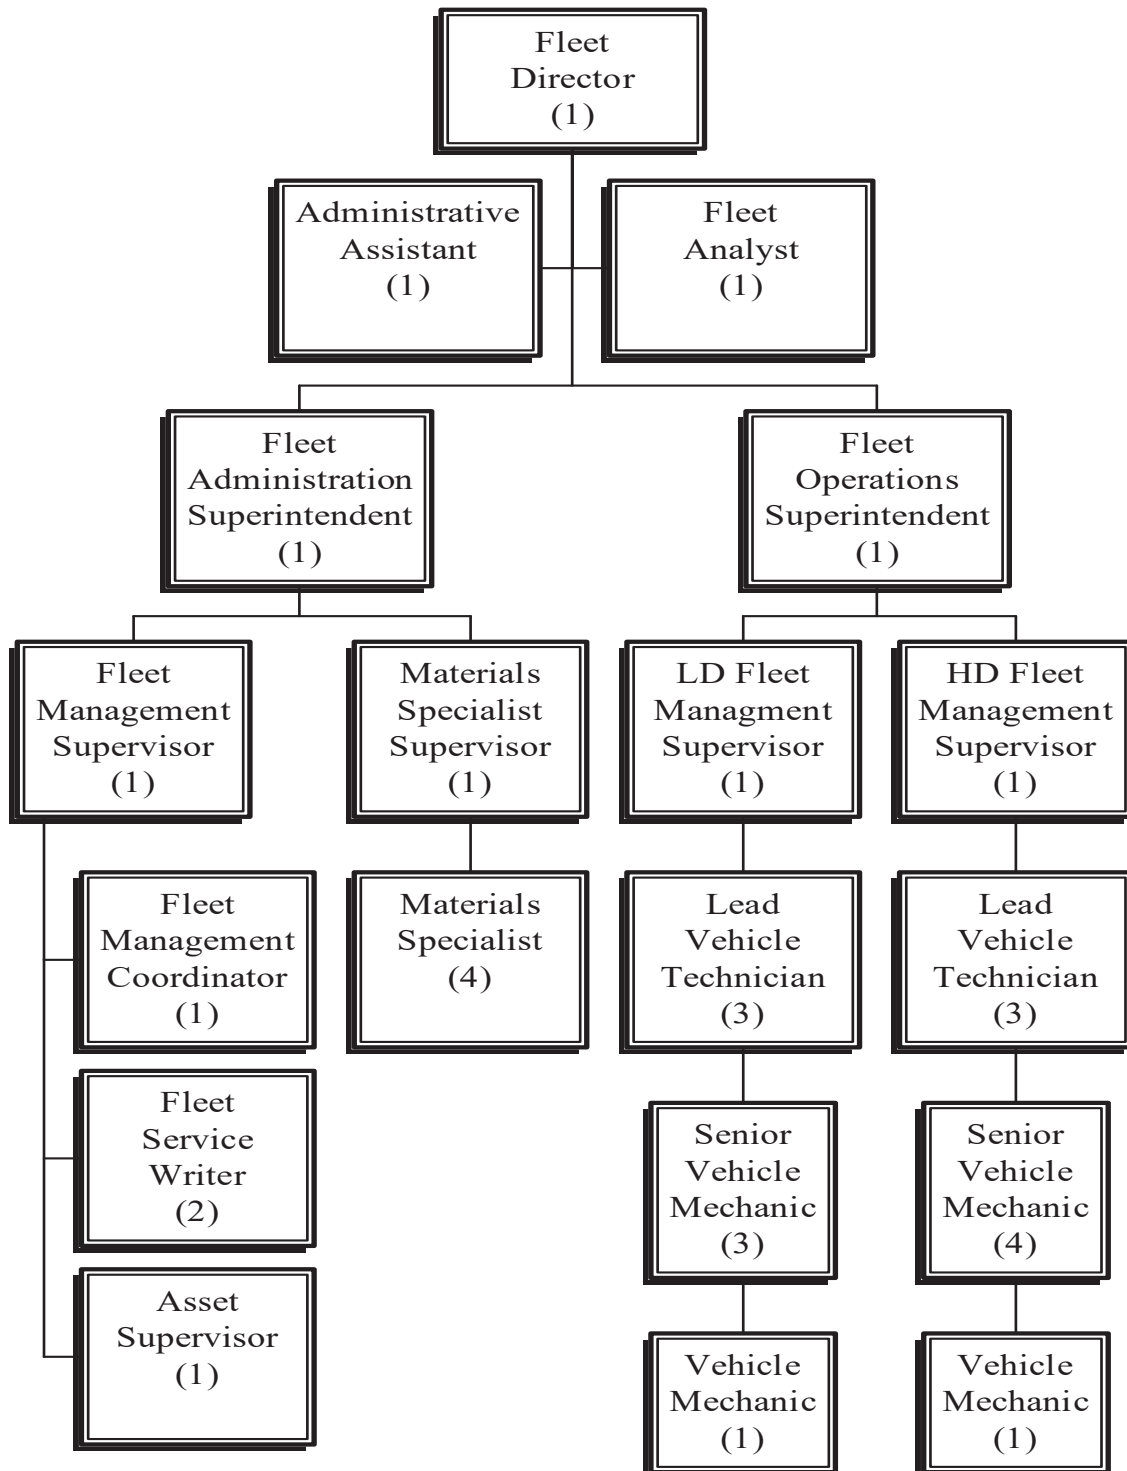 Fleet
Director
(1)
Administrative
Assistant
(1)
Fleet
Analyst
(1)
Fleet
Administration
Superintendent
(1)
Fleet
Operations
Superintendent
(1)
Fleet
Management
Supervisor
(1)
Materials
Specialist
Supervisor
(1)
LD Fleet
Managment
Supervisor
(1)
HD Fleet
Management
Supervisor
(1)
Fleet
Management
Coordinator
(1)
Materials
Specialist
(4)
Lead
Vehicle
Technician
(3)
Lead
Vehicle
Technician
(3)
Fleet
Service
Writer
(2)
Senior
Vehicle
Mechanic
(3)
Senior
Vehicle
Mechanic
(4)
Asset
Supervisor
(1)
Vehicle
Mechanic
(1)
Vehicle
Mechanic
(1)